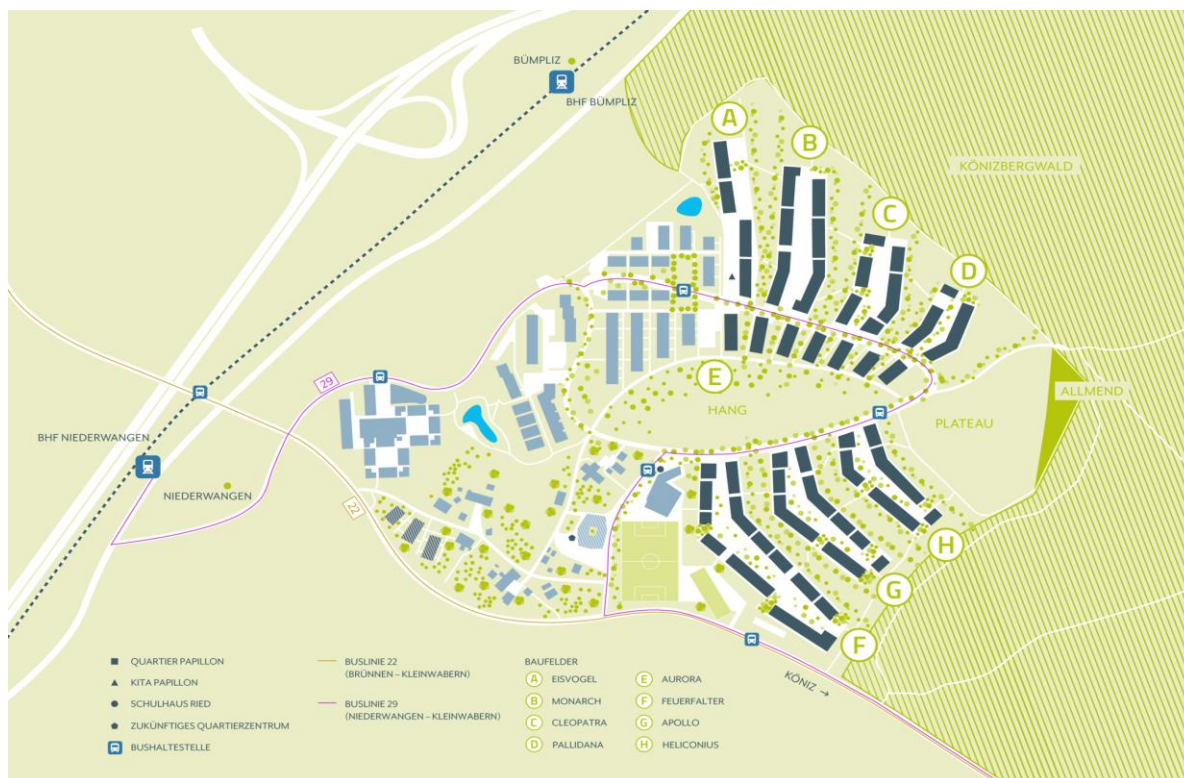 BÜMPLIZ
BHF BÜMPLIZ
A
B
KÖNIZBERGWALD
C
D
29
E
HANG
ALLMEND
PLATEAU
BHF NIEDERWANGEN
NIEDERWANGEN
22
H
G
F
KÖNIZ →
QUARTIER PAPILLON
KITA PAPILLON
SCHULHAUS RIED
ZUKÜNFTIGES QUARTIERZENTRUM
BUSHALTESTELLE
BUSLINIE 22
(BRÜNNEN – KLEINWABERN)
BUSLINIE 29
(NIEDERWANGEN – KLEINWABERN)
BAUFELDER
A EISVOGEL
B MONARCH
C CLEOPATRA
D PALLIDANA
E AURORA
F FEUERFALTER
G APOLLO
H HELICONIUS